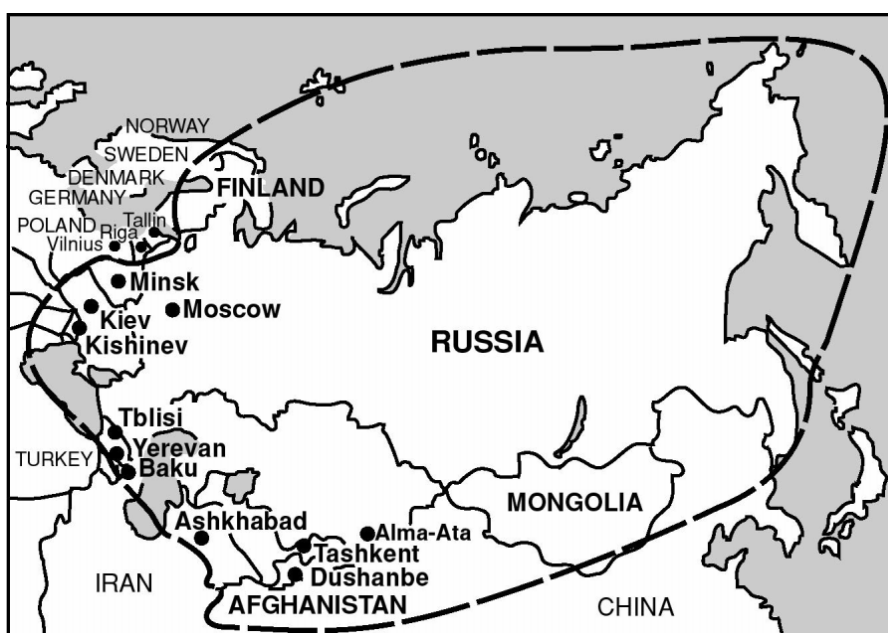 NORWAY
SWEDEN
DENMARK
GERMANY
FINLAND
POLAND
Tallin
Riga
Vilnius
Minsk
Moscow
Kiev
Kishinev
RUSSIA
Tblisi
Yerevan
TURKEY
Baku
MONGOLIA
Ashkhabad
Alma-Ata
Tashkent
Dushanbe
IRAN
AFGHANISTAN
CHINA